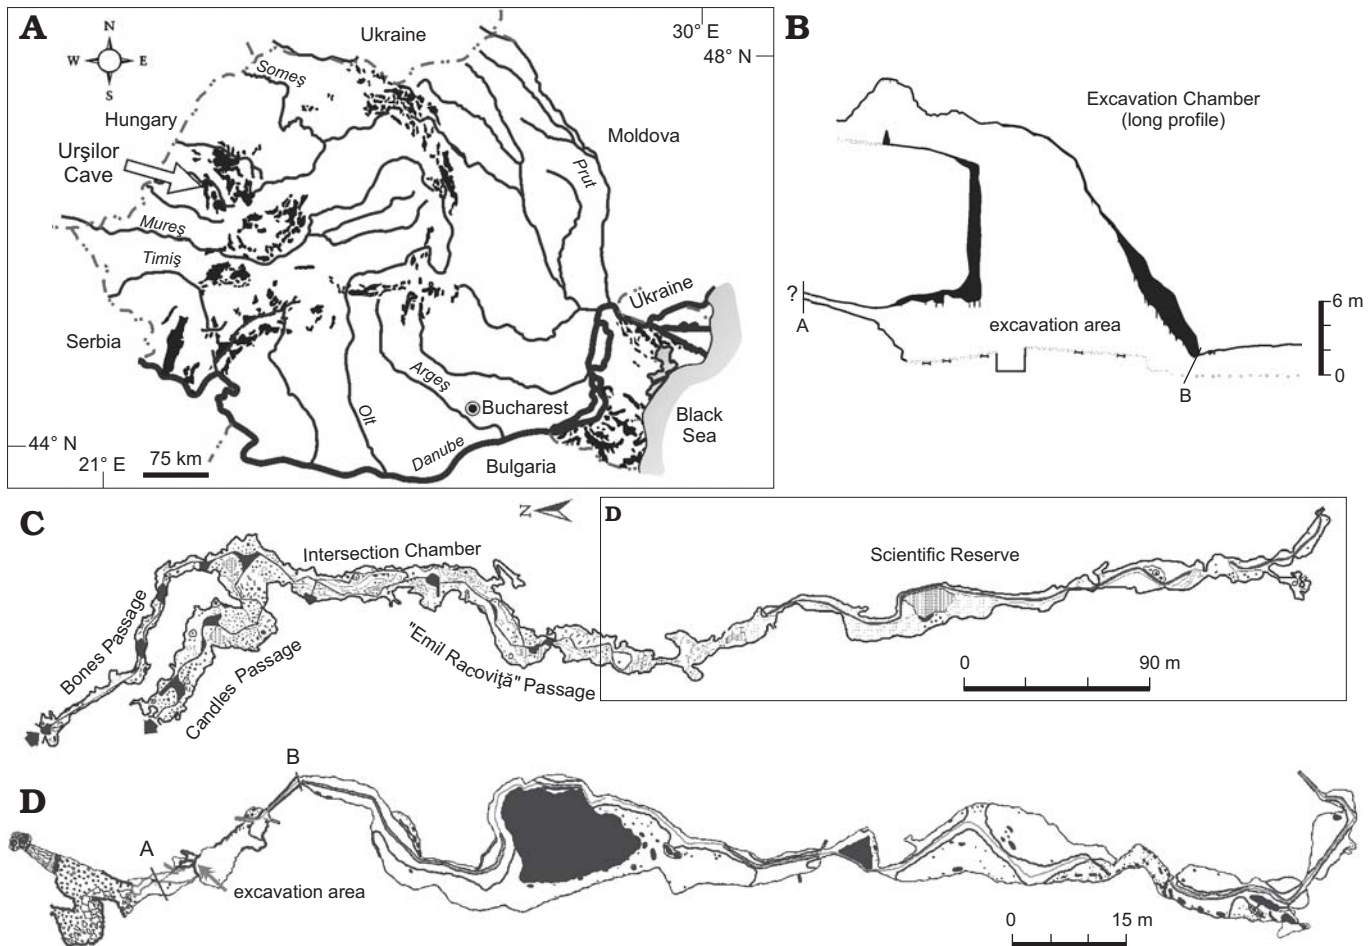 A
N
W
E
S
Ukraine
30° E
48° N
Someş
Hungary
Moldova
Urşilor
Cave
Prut
Mureş
Timiş
Ukraine
Serbia
Argeş
Bucharest
Olt
Black
Sea
Danube
44° N
21° E
75 km
Bulgaria
B
Excavation Chamber
(long profile)
?
A
excavation area
6 m
0
B
C
N
D
Intersection Chamber
Scientific Reserve
Bones Passage
Candles Passage
"Emil Racoviţă" Passage
0
90 m
D
B
A
excavation area
0
15 m